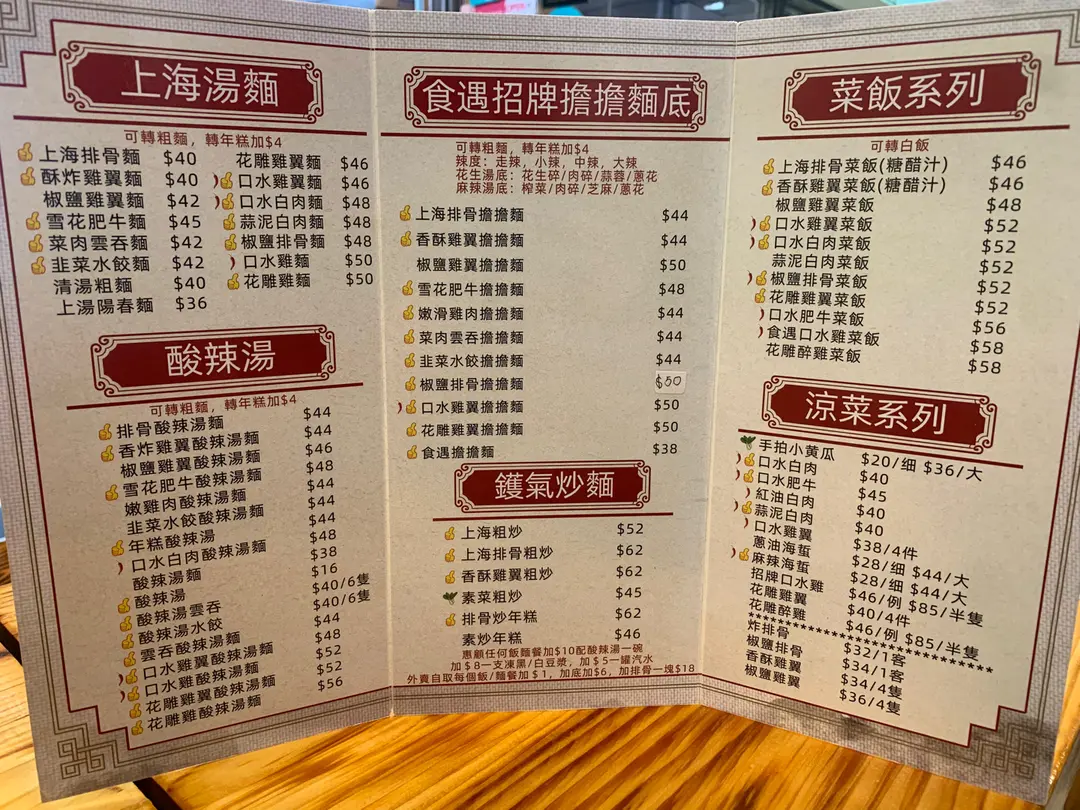 上海湯麵
可轉粗麵，轉年糕加$4
上海排骨麵 $40
酥炸雞翼麵 $40
椒鹽雞翼麵 $42
雪花肥牛麵 $45
菜肉雲吞麵 $42
韭菜水餃麵 $42
清湯粗麵 $40
上湯陽春麵 $36
花雕雞翼麵 $46
口水雞翼麵 $46
口水白肉麵 $48
蒜泥白肉麵 $48
椒鹽排骨麵 $48
口水雞麵 $50
花雕雞麵 $50
酸辣湯
可轉粗麵，轉年糕加$4
排骨酸辣湯麵 $44
香炸雞翼酸辣湯麵 $44
椒鹽雞翼酸辣湯麵 $46
雪花肥牛酸辣湯麵 $48
嫩雞肉酸辣湯麵 $44
韭菜水餃酸辣湯麵 $44
年糕酸辣湯 $44
口水白肉酸辣湯麵 $48
酸辣湯麵 $38
酸辣湯 $16
酸辣湯雲吞 $40/6隻
酸辣湯水餃 $40/6隻
雲吞酸辣湯麵 $44
口水雞翼酸辣湯麵 $48
口水雞酸辣湯麵 $52
花雕雞翼酸辣湯麵 $52
花雕雞酸辣湯麵 $56
食遇招牌擔擔麵底
可轉粗麵，轉年糕加$4
辣度：走辣，小辣，中辣，大辣
花生湯底：花生碎/肉碎/蒜蓉/蔥花
麻辣湯底：榨菜/肉碎/芝麻/蔥花
上海排骨擔擔麵 $44
香酥雞翼擔擔麵 $44
椒鹽雞翼擔擔麵 $50
雪花肥牛擔擔麵 $48
嫩滑雞肉擔擔麵 $44
菜肉雲吞擔擔麵 $44
韭菜水餃擔擔麵 $44
椒鹽排骨擔擔麵 $50
口水雞翼擔擔麵 $50
花雕雞翼擔擔麵 $50
食遇擔擔麵 $38
鑊氣炒麵
上海粗炒 $52
上海排骨粗炒 $62
香酥雞翼粗炒 $62
素菜粗炒 $45
排骨炒年糕 $62
素炒年糕 $46
惠顧任何飯麵餐加$10配酸辣湯一碗
加$8一支凍黑/白豆漿，加$5一罐汽水
外賣自取每個飯/麵餐加$1，加底加$6，加排骨一塊$18
菜飯系列
可轉白飯
上海排骨菜飯(糖醋汁) $46
香酥雞翼菜飯(糖醋汁) $46
椒鹽雞翼菜飯 $48
口水雞翼菜飯 $52
口水白肉菜飯 $52
蒜泥白肉菜飯 $52
椒鹽排骨菜飯 $52
花雕雞翼菜飯 $52
口水肥牛菜飯 $56
食遇口水雞菜飯 $58
花雕醉雞菜飯 $58
涼菜系列
手拍小黄瓜 $20/细 $36/大
口水白肉 $40
口水肥牛 $45
紅油白肉 $40
蒜泥白肉 $40
口水雞翼 $38/4件
蔥油海蜇 $28/细 $44/大
麻辣海蜇 $28/细 $44/大
招牌口水雞 $46/例 $85/半隻
花雕雞翼 $40/4件
花雕醉雞 $46/例 $85/半隻
炸排骨 $32/1客
椒鹽排骨 $34/1客
香酥雞翼 $34/4隻
椒鹽雞翼 $36/4隻